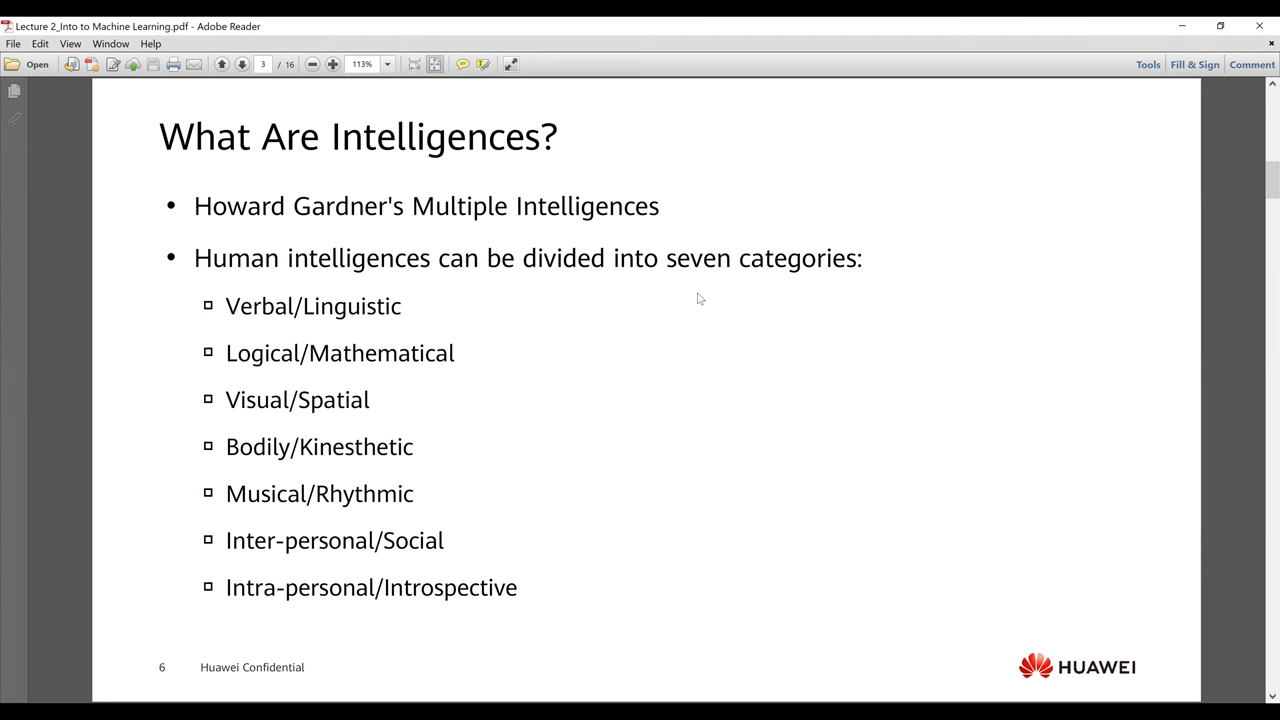 Lecture 2_Into to Machine Learning.pdf - Adobe Reader
File Edit View Window Help
Open 3 / 16 113% Tools Fill & Sign Comment
What Are Intelligences?
• Howard Gardner's Multiple Intelligences
• Human intelligences can be divided into seven categories:
Verbal/Linguistic
Logical/Mathematical
Visual/Spatial
Bodily/Kinesthetic
Musical/Rhythmic
Inter-personal/Social
Intra-personal/Introspective
6 Huawei Confidential
HUAWEI